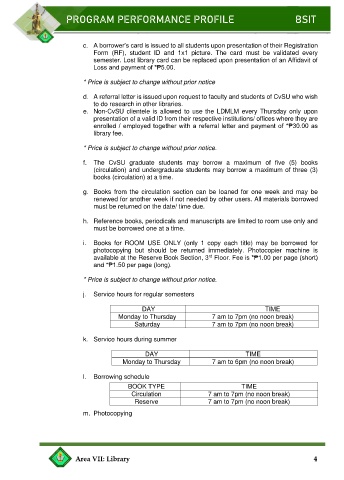 PROGRAM PERFORMANCE PROFILE BSIT
c. A borrower's card is issued to all students upon presentation of their Registration
Form (RF), student ID and 1x1 picture. The card must be validated every
semester. Lost library card can be replaced upon presentation of an Affidavit of
Loss and payment of *₱5.00.
* Price is subject to change without prior notice
d. A referral letter is issued upon request to faculty and students of CvSU who wish
to do research in other libraries.
e. Non-CvSU clientele is allowed to use the LDMLM every Thursday only upon
presentation of a valid ID from their respective institutions/ offices where they are
enrolled / employed together with a referral letter and payment of *₱30.00 as
library fee.
* Price is subject to change without prior notice.
f. The CvSU graduate students may borrow a maximum of five (5) books
(circulation) and undergraduate students may borrow a maximum of three (3)
books (circulation) at a time.
g. Books from the circulation section can be loaned for one week and may be
renewed for another week if not needed by other users. All materials borrowed
must be returned on the date/ time due.
h. Reference books, periodicals and manuscripts are limited to room use only and
must be borrowed one at a time.
i. Books for ROOM USE ONLY (only 1 copy each title) may be borrowed for
photocopying but should be returned immediately. Photocopier machine is
available at the Reserve Book Section, 3rd Floor. Fee is *₱1.00 per page (short)
and *₱1.50 per page (long).
* Price is subject to change without prior notice.
j. Service hours for regular semesters
DAY TIME
Monday to Thursday 7 am to 7pm (no noon break)
Saturday 7 am to 7pm (no noon break)
k. Service hours during summer
DAY TIME
Monday to Thursday 7 am to 6pm (no noon break)
l. Borrowing schedule
BOOK TYPE TIME
Circulation 7 am to 7pm (no noon break)
Reserve 7 am to 7pm (no noon break)
m. Photocopying
Area VII: Library 4